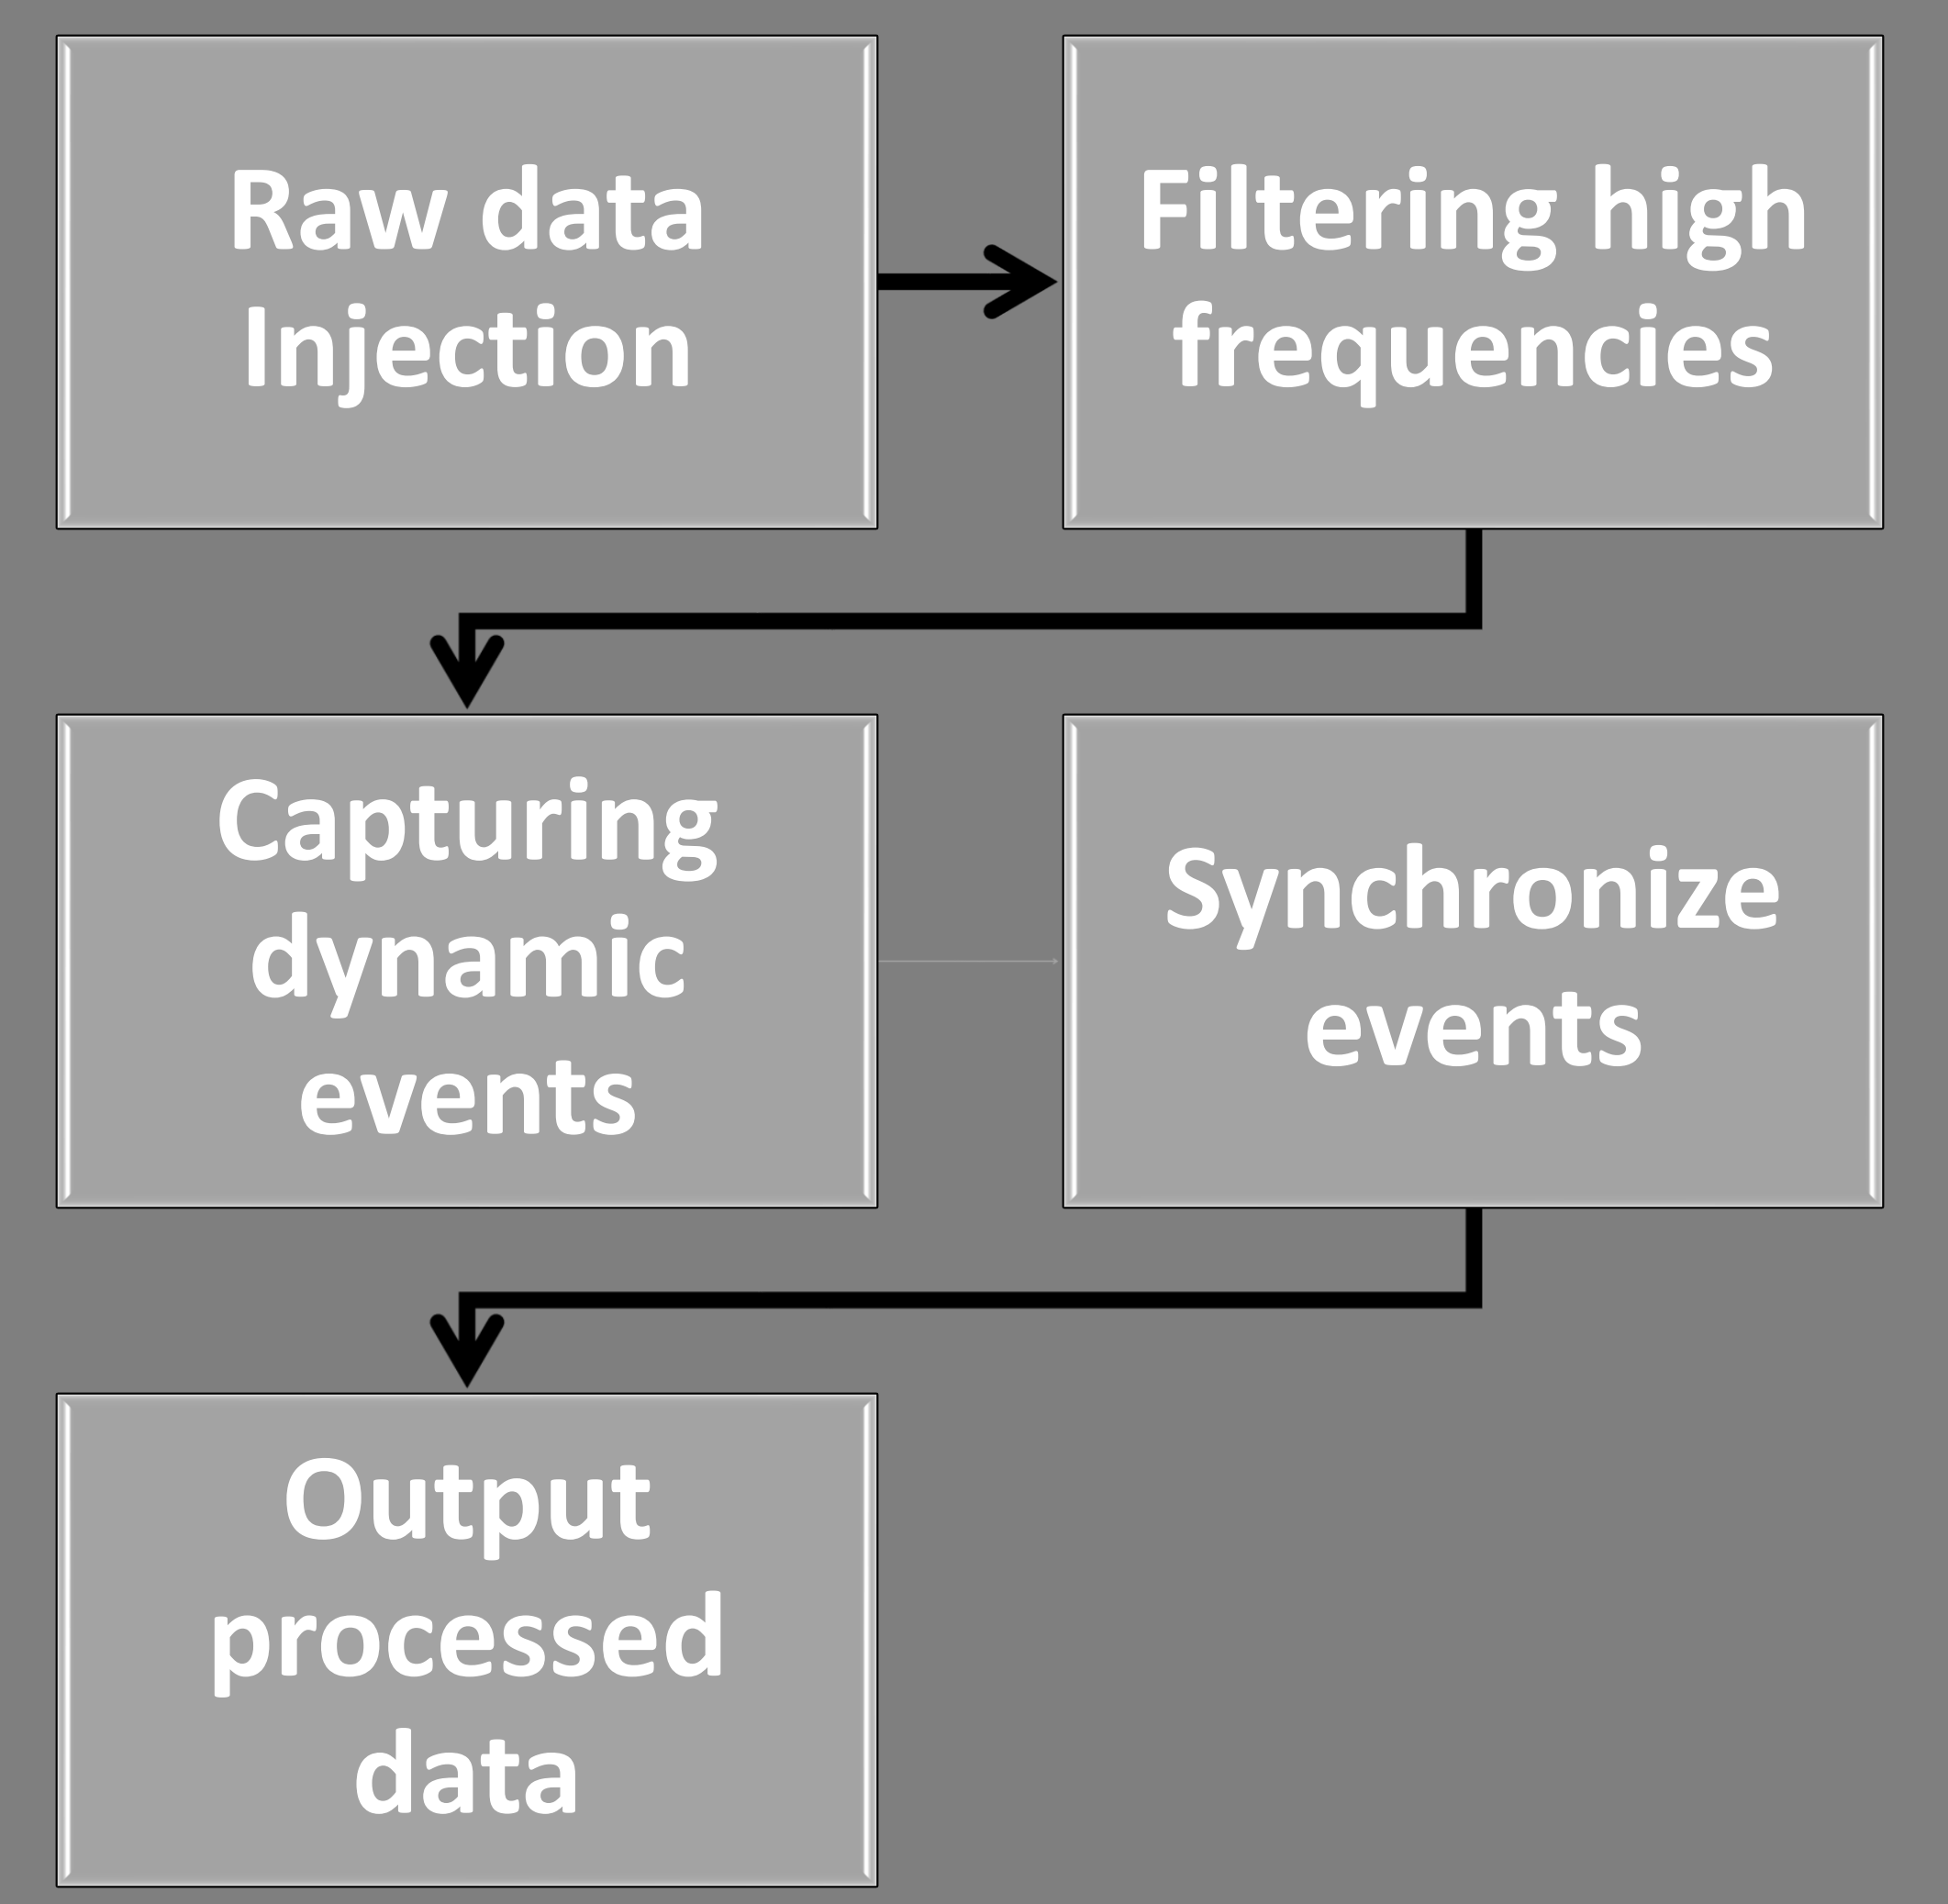 Raw data
Injection
Filtering high
frequencies
Capturing
dynamic
events
Synchronize
events
Output
processed
data